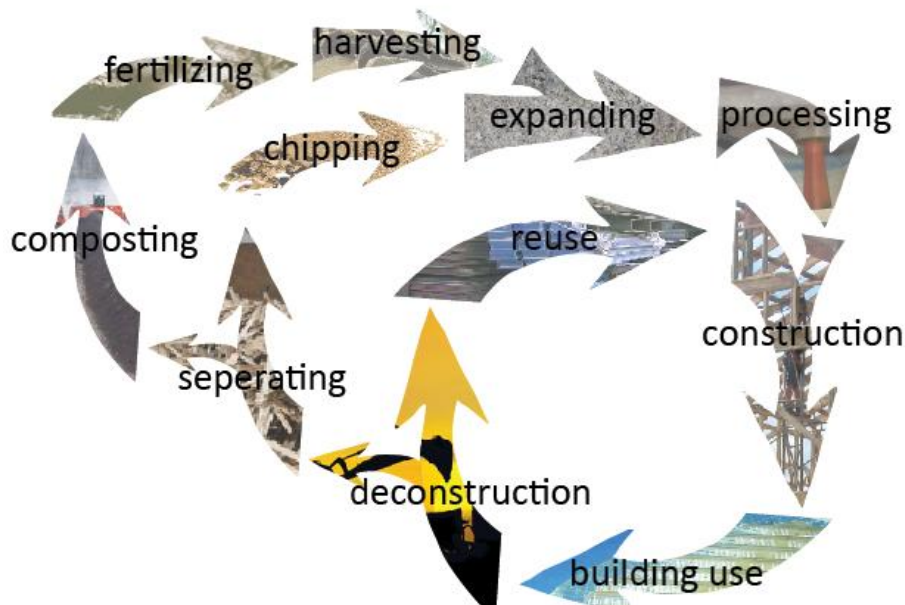 harvesting
fertilizing
expanding
processing
chipping
composting
reuse
construction
seperating
deconstruction
building use